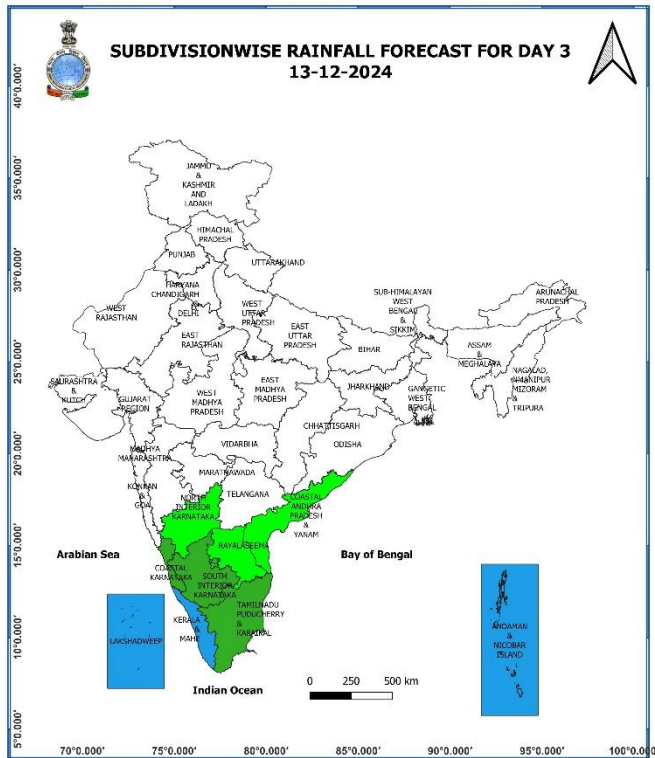 SUBDIVISIONWISE RAINFALL FORECAST FOR DAY 3
13-12-2024
40°0.000'
35°0.000'
30°0.000'
25°0.000'
20°0.000'
15°0.000'
10°0.000'
5°0.000'
JAMMU
&
KASHMIR
AND
LADAKH
HIMACHAL
PRADESH
PUNJAB
UTTARAKHAND
HARYANA
CHANDIGARH
&
DELHI
WEST
RAJASTHAN
WEST
UTTAR
PRADESH
SUB-HIMALAYAN
WEST
BENGAL
&
SIKKIM
ARUNACHAL
PRADESH
EAST
RAJASTHAN
EAST
UTTAR
PRADESH
BIHAR
ASSAM
&
MEGHALAYA
NAGALAD,
MANIPUR
MIZORAM
&
TRIPURA
SAURASHTRA
&
KUTCH
GUJARAT
REGION
WEST
MADHYA
PRADESH
EAST
MADHYA
PRADESH
JHARKHAND
GANGETIC
WEST
BENGAL
CHHATTISGARH
ODISHA
VIDARBHA
MADHYA
MAHARASHTRA
MARATHAWADA
KONKAN
&
GOA
TELANGANA
NORTH
INTERIOR
KARNATAKA
COASTAL
ANDHRA
PRADESH
&
YANAM
RAYALASEEMA
Arabian Sea
Bay of Bengal
COASTAL
KARNATAKA
SOUTH
INTERIOR
KARNATAKA
TAMILNADU
PUDUCHERRY
&
KARAIKAL
KERALA
&
MAHE
LAKSHADWEEP
ANDAMAN
&
NICOBAR
ISLAND
Indian Ocean
0 250 500 km
70°0.000' 75°0.000' 80°0.000' 85°0.000' 90°0.000' 95°0.000' 100°0.000'